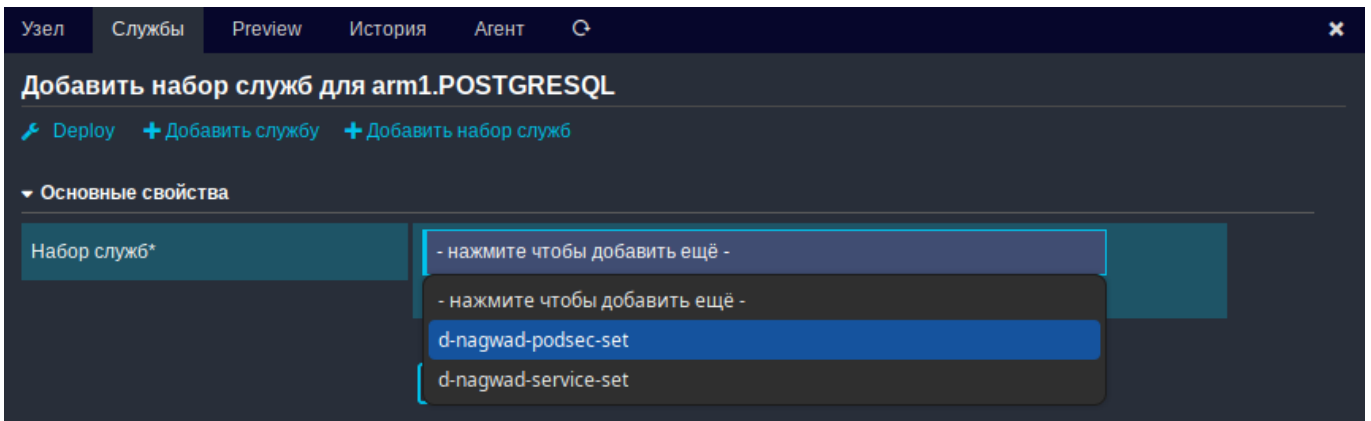 Узел Службы Preview История Агент
Добавить набор служб для arm1.POSTGRESQL
Deploy Добавить службу Добавить набор служб
Основные свойства
Набор служб* - нажмите чтобы добавить ещё -
- нажмите чтобы добавить ещё -
d-nagwad-podsec-set
d-nagwad-service-set